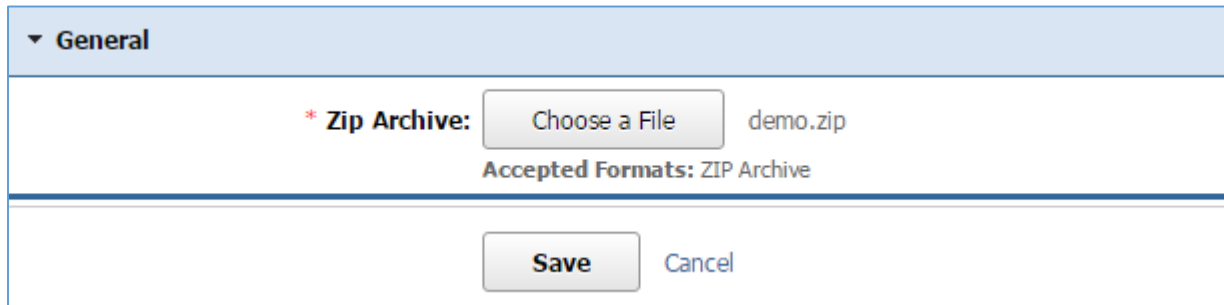 General
* Zip Archive: Choose a File demo.zip
Accepted Formats: ZIP Archive
Save Cancel